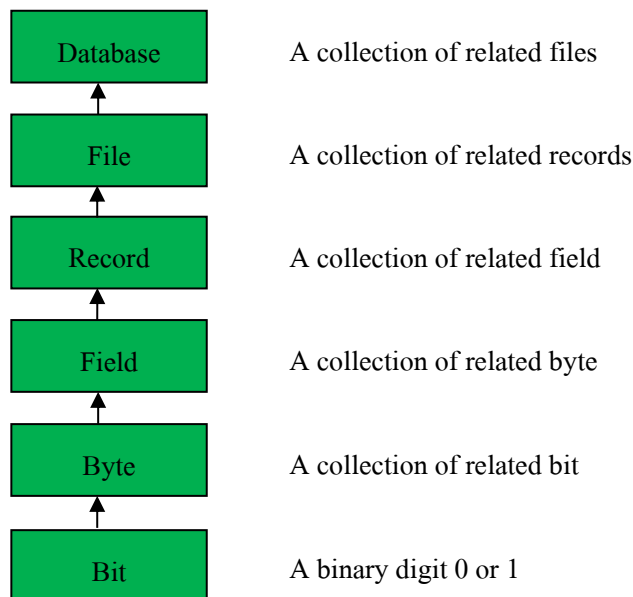 Database A collection of related files
File A collection of related records
Record A collection of related field
Field A collection of related byte
Byte A collection of related bit
Bit A binary digit 0 or 1